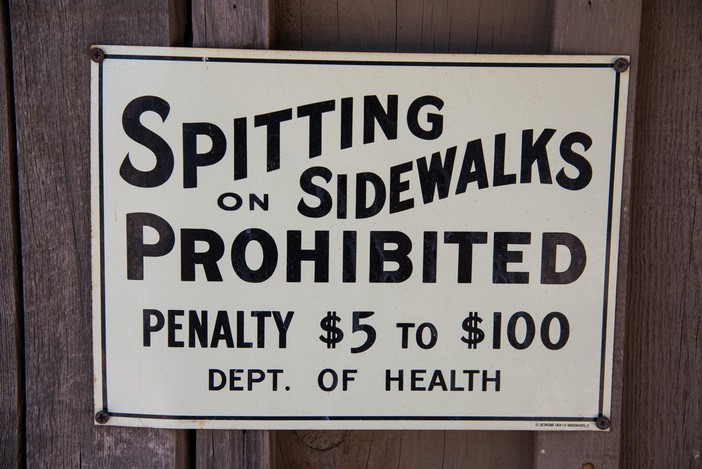 SPITTING
ON SIDEWALKS
PROHIBITED
PENALTY $5 TO $100
DEPT. OF HEALTH